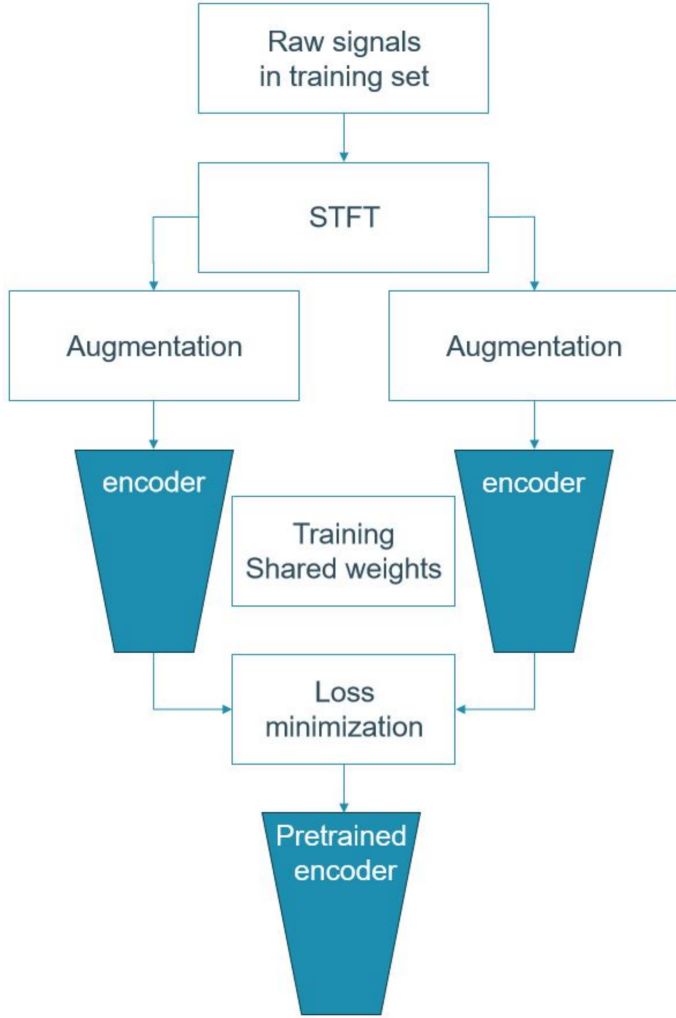 Raw signals
in training set
STFT
Augmentation
Augmentation
encoder
encoder
Training
Shared weights
Loss
minimization
Pretrained
encoder